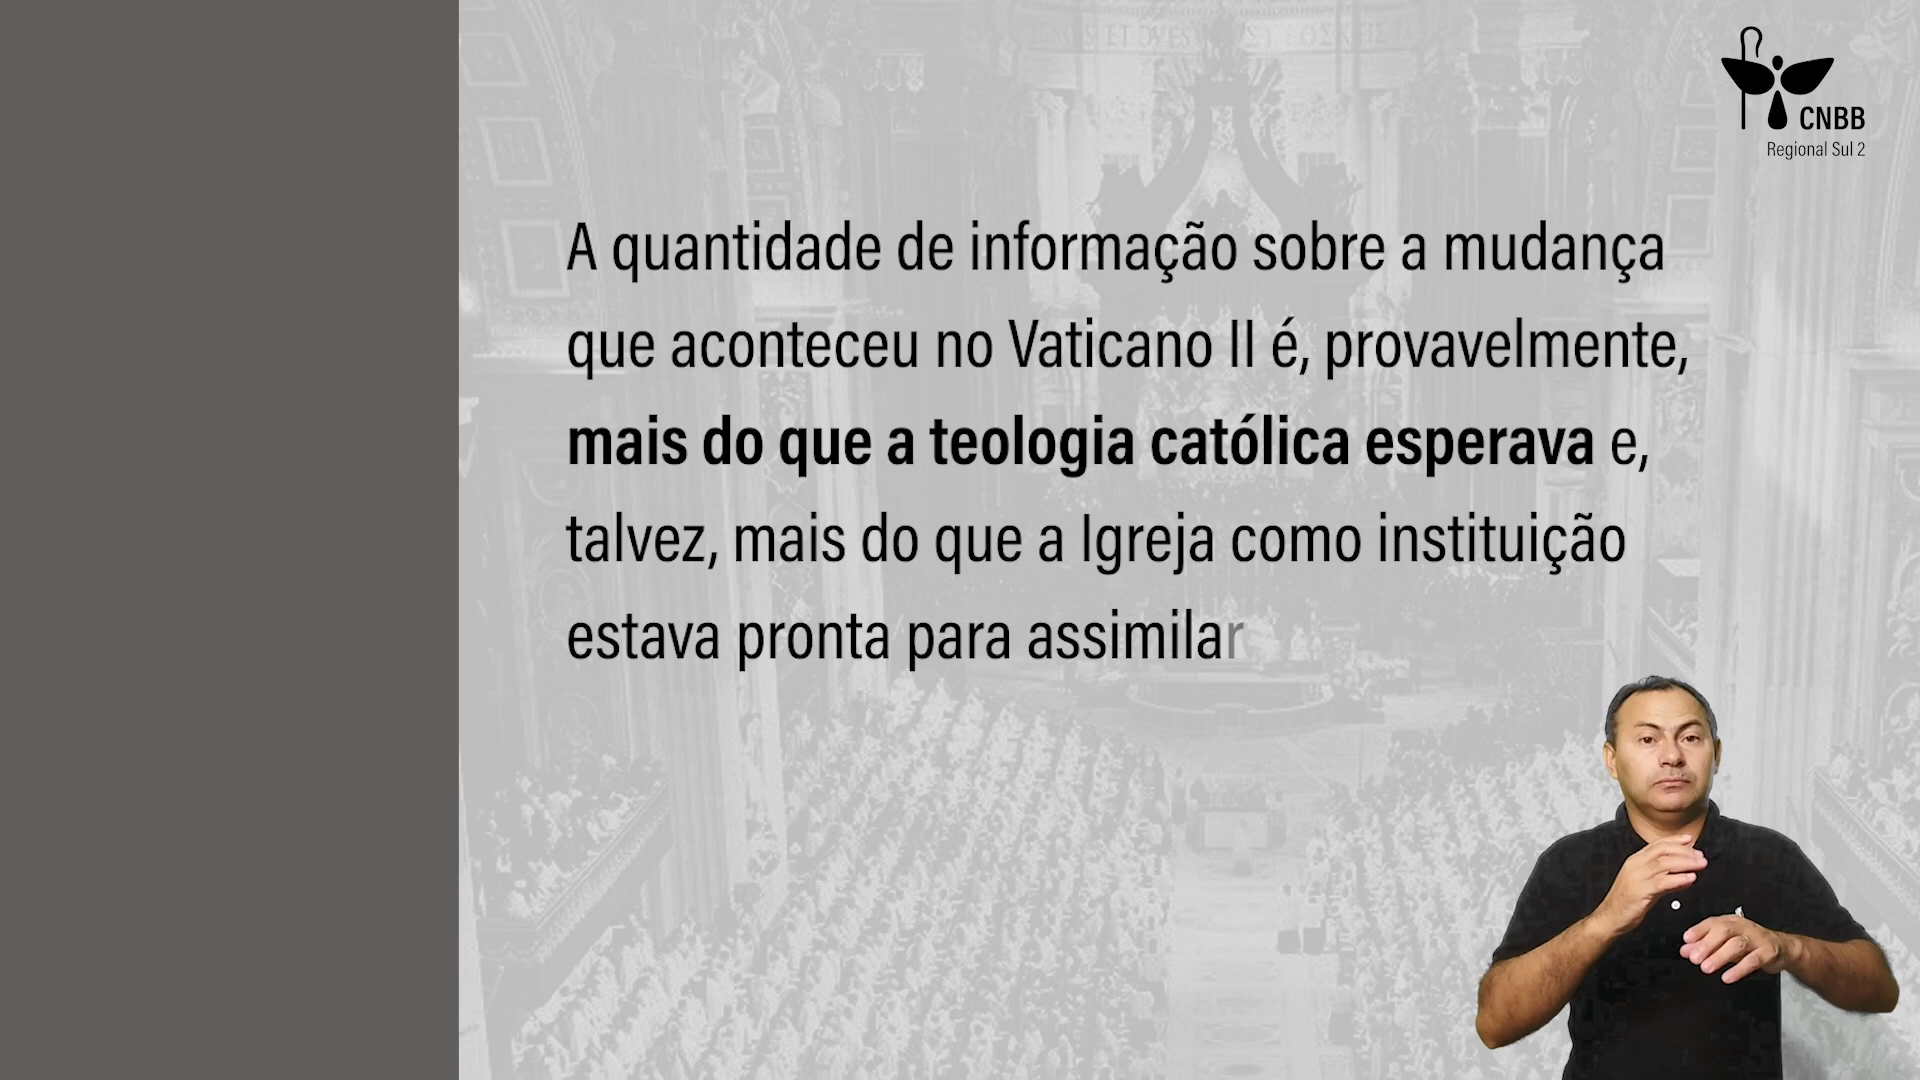 CNBB
Regional Sul 2
A quantidade de informação sobre a mudança
que aconteceu no Vaticano II é, provavelmente,
mais do que a teologia católica esperava e,
talvez, mais do que a Igreja como instituição
estava pronta para assimilar